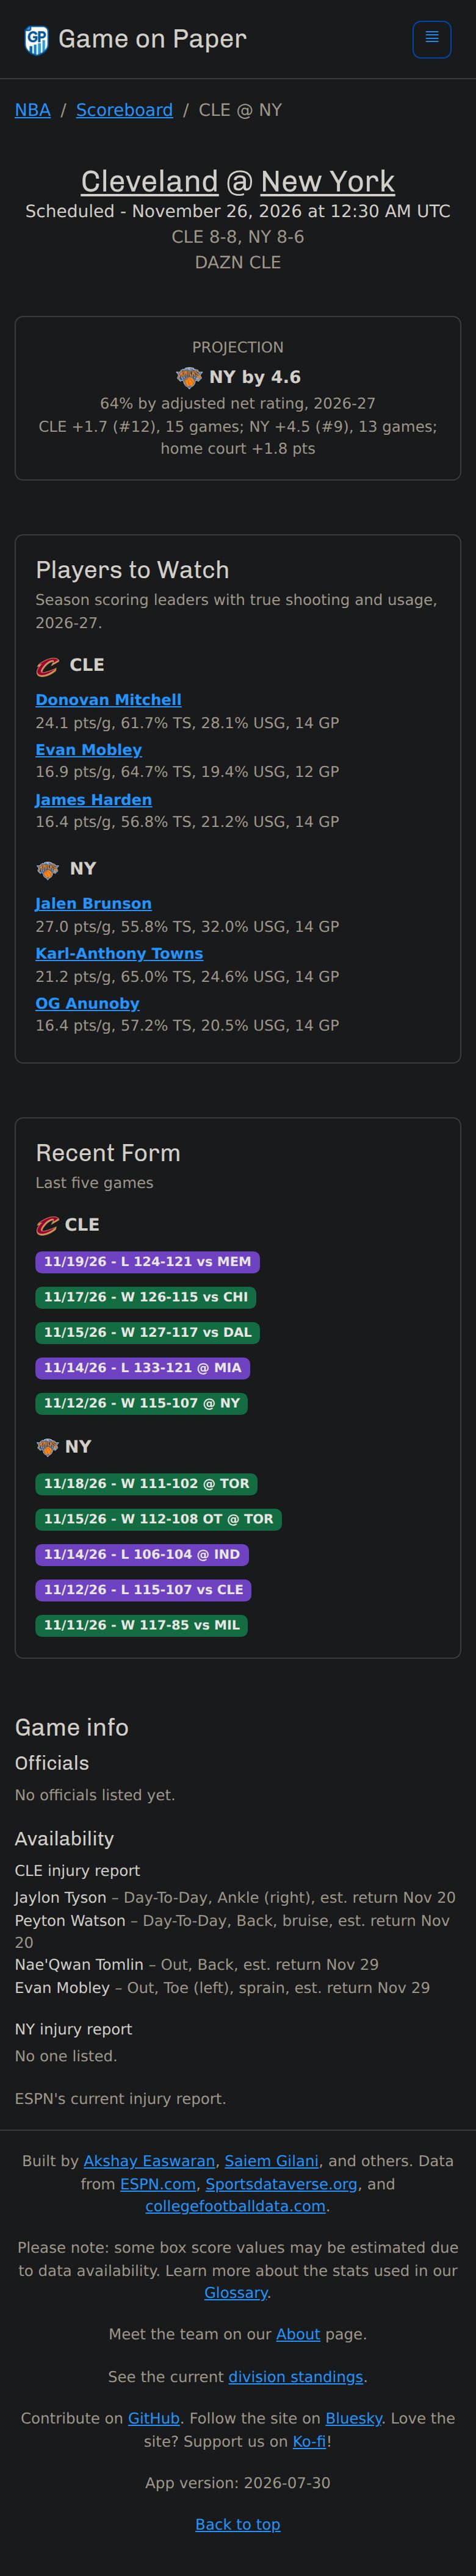 GP Game on Paper
NBA / Scoreboard / CLE @ NY
Cleveland @ New York
Scheduled - November 26, 2026 at 12:30 AM UTC
CLE 8-8, NY 8-6
DAZN CLE
PROJECTION
NY by 4.6
64% by adjusted net rating, 2026-27
CLE +1.7 (#12), 15 games; NY +4.5 (#9), 13 games;
home court +1.8 pts
Players to Watch
Season scoring leaders with true shooting and usage,
2026-27.
CLE
Donovan Mitchell
24.1 pts/g, 61.7% TS, 28.1% USG, 14 GP
Evan Mobley
16.9 pts/g, 64.7% TS, 19.4% USG, 12 GP
James Harden
16.4 pts/g, 56.8% TS, 21.2% USG, 14 GP
NY
Jalen Brunson
27.0 pts/g, 55.8% TS, 32.0% USG, 14 GP
Karl-Anthony Towns
21.2 pts/g, 65.0% TS, 24.6% USG, 14 GP
OG Anunoby
16.4 pts/g, 57.2% TS, 20.5% USG, 14 GP
Recent Form
Last five games
CLE
11/19/26 - L 124-121 vs MEM
11/17/26 - W 126-115 vs CHI
11/15/26 - W 127-117 vs DAL
11/14/26 - L 133-121 @ MIA
11/12/26 - W 115-107 @ NY
NY
11/18/26 - W 111-102 @ TOR
11/15/26 - W 112-108 OT @ TOR
11/14/26 - L 106-104 @ IND
11/12/26 - L 115-107 vs CLE
11/11/26 - W 117-85 vs MIL
Game info
Officials
No officials listed yet.
Availability
CLE injury report
Jaylon Tyson – Day-To-Day, Ankle (right), est. return Nov 20
Peyton Watson – Day-To-Day, Back, bruise, est. return Nov
20
Nae'Qwan Tomlin – Out, Back, est. return Nov 29
Evan Mobley – Out, Toe (left), sprain, est. return Nov 29
NY injury report
No one listed.
ESPN's current injury report.
Built by Akshay Easwaran, Saiem Gilani, and others. Data
from ESPN.com, Sportsdataverse.org, and
collegefootballdata.com.
Please note: some box score values may be estimated due
to data availability. Learn more about the stats used in our
Glossary.
Meet the team on our About page.
See the current division standings.
Contribute on GitHub. Follow the site on Bluesky. Love the
site? Support us on Ko-fi!
App version: 2026-07-30
Back to top